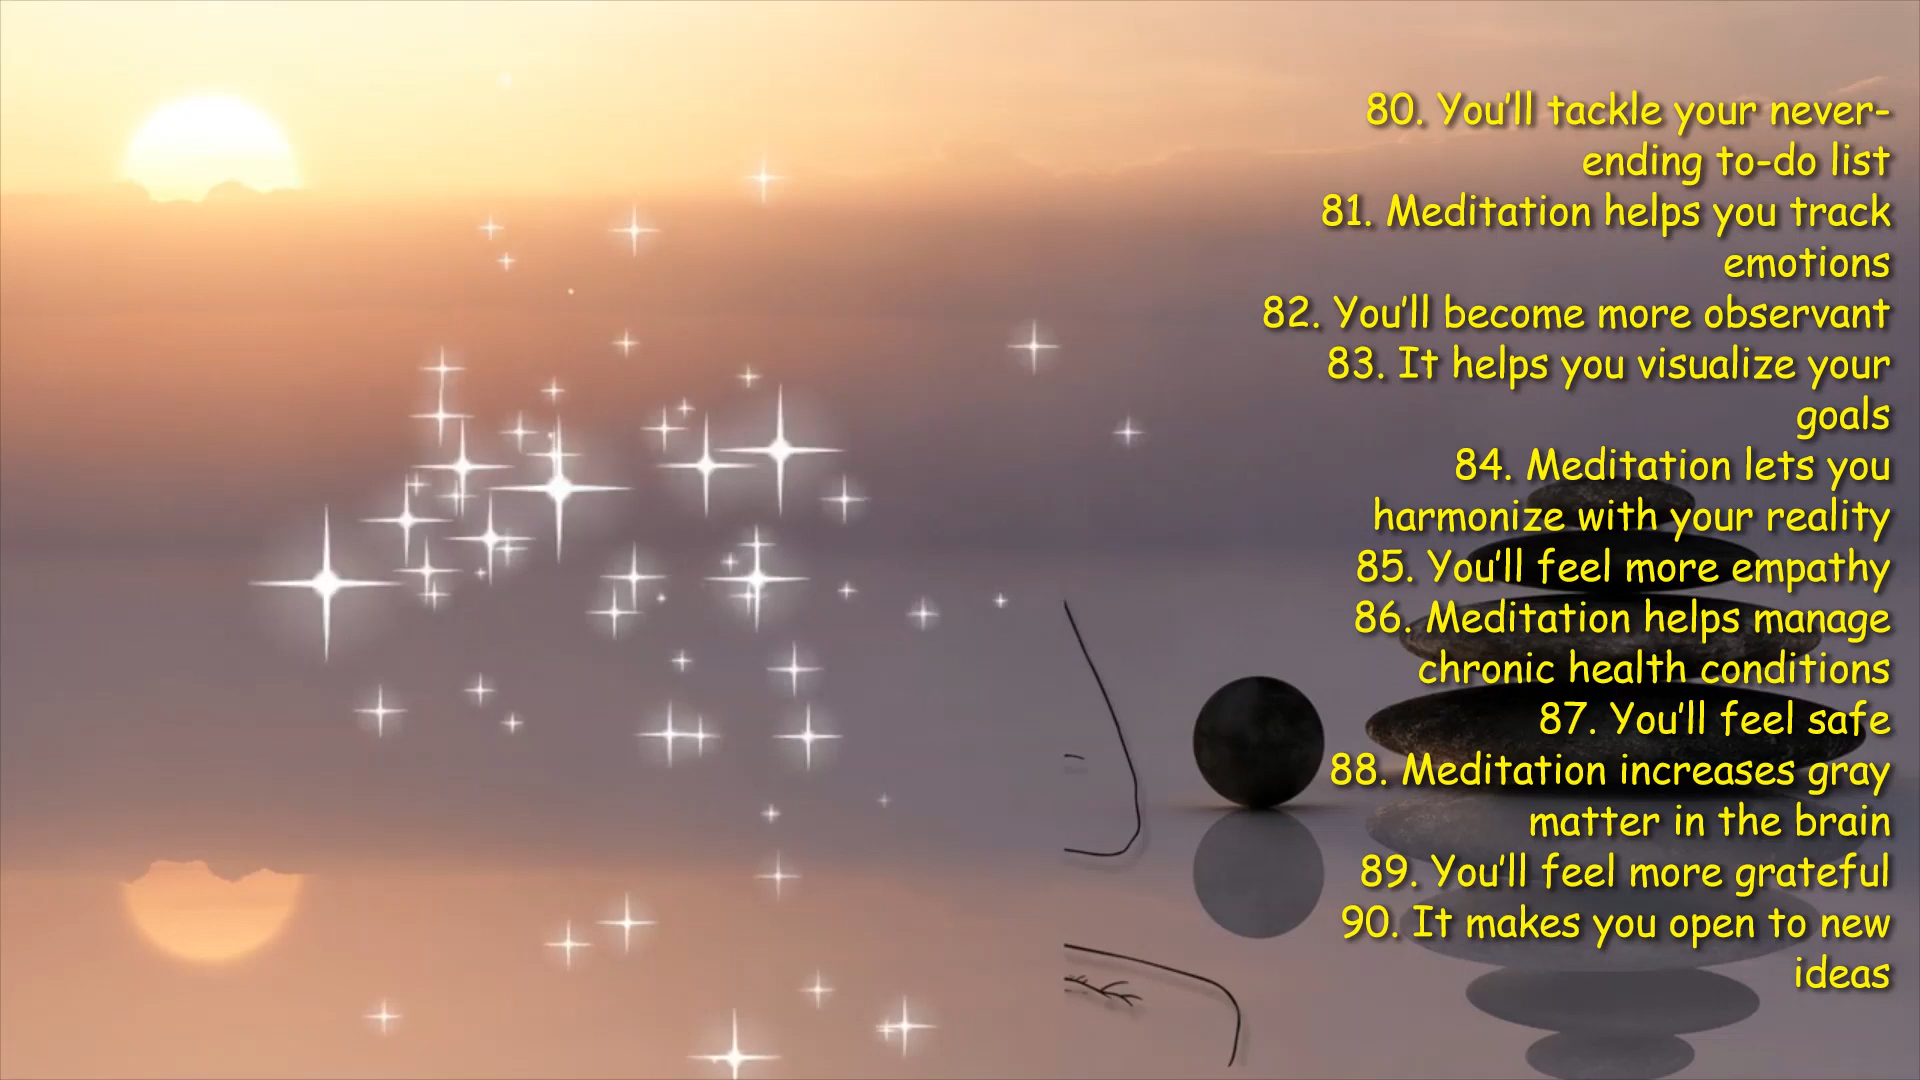 80. You'll tackle your never-
ending to-do list
81. Meditation helps you track
emotions
82. You'll become more observant
83. It helps you visualize your
goals
84. Meditation lets you
harmonize with your reality
85. You'll feel more empathy
86. Meditation helps manage
chronic health conditions
87. You'll feel safe
88. Meditation increases gray
matter in the brain
89. You'll feel more grateful
90. It makes you open to new
ideas